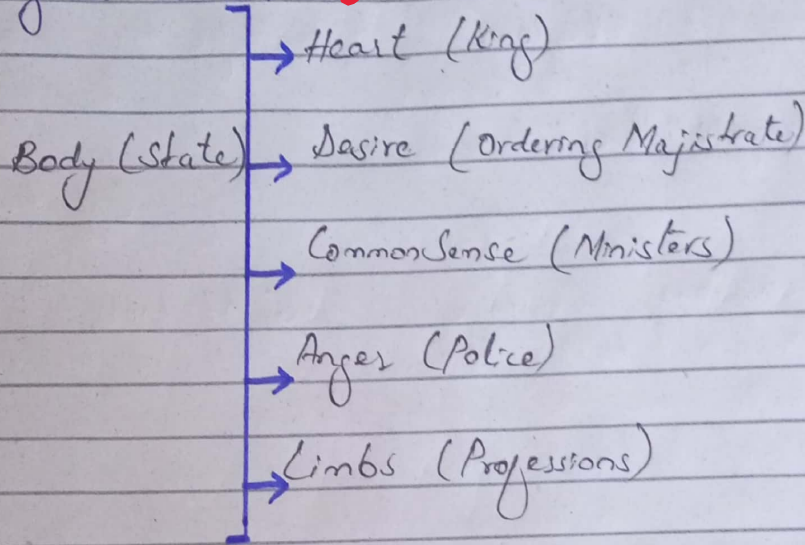 Heart (King)
Body (State)
Desire (Ordering Majistrate)
CommonSense (Ministers)
Anger (Police)
Limbs (Professions)